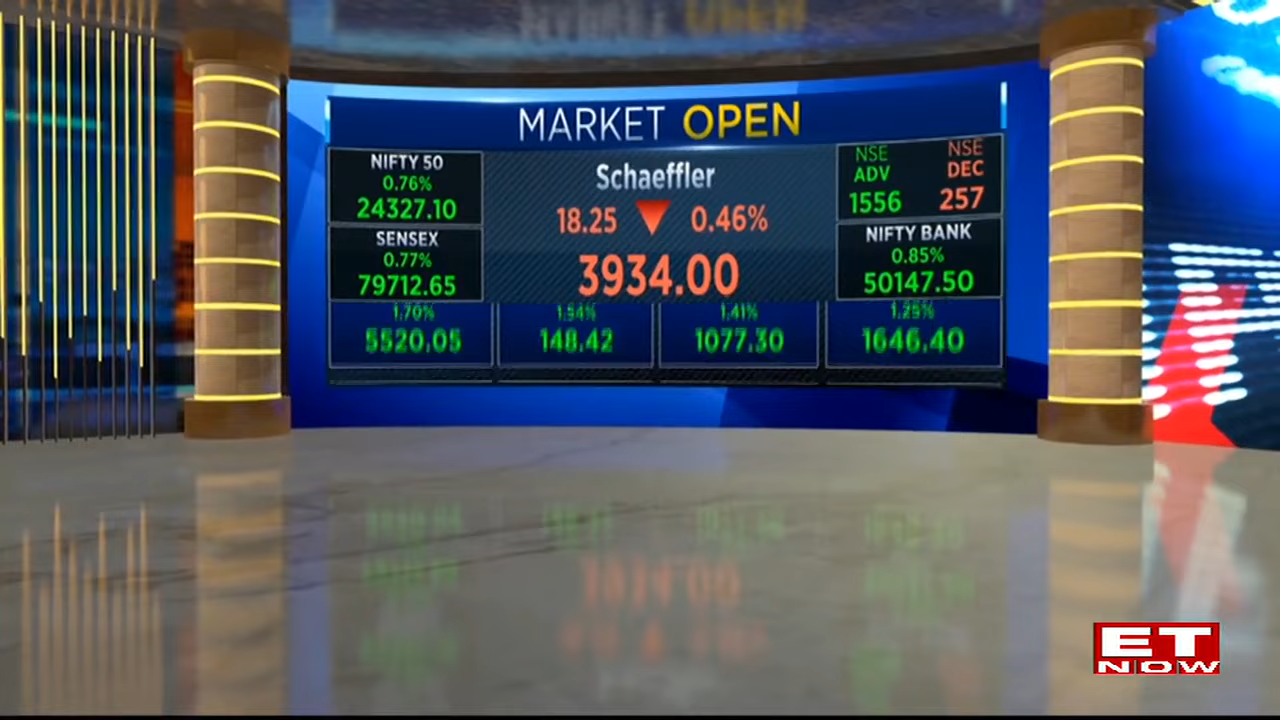 MARKET OPEN
NIFTY 50
0.76%
24327.10
SENSEX
0.77%
79712.65
Schaeffler
18.25 0.46%
3934.00
NSE ADV
1556
NSE DEC
257
NIFTY BANK
0.85%
50147.50
1.70%
5520.05
1.54%
148.42
1.41%
1077.30
1.25%
1646.40
ET
NOW